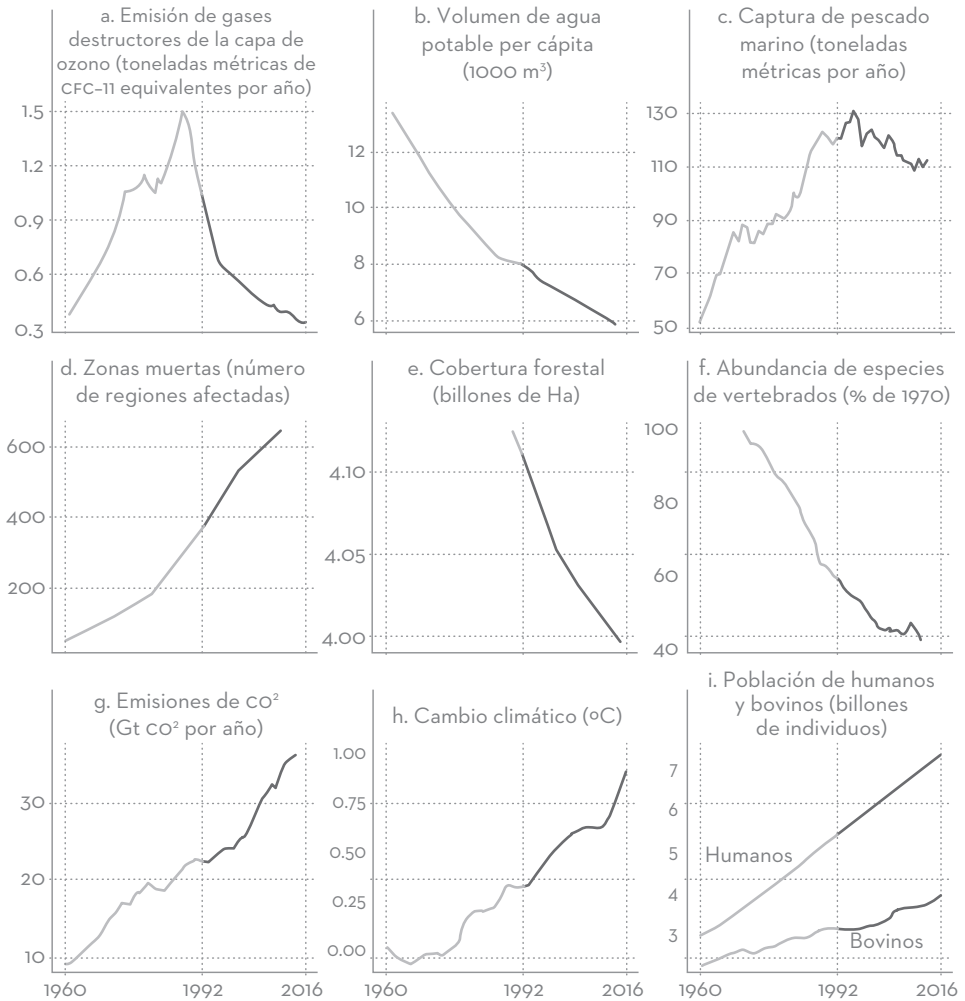 a. Emisión de gases
destructores de la capa de
ozono (toneladas métricas de
CFC-11 equivalentes por año)
1.5
1.2
0.9
0.6
0.3
b. Volumen de agua
potable per cápita
(1000 m³)
12
10
8
6
c. Captura de pescado
marino (toneladas
métricas por año)
130
110
90
70
50
d. Zonas muertas (número
de regiones afectadas)
600
400
200
e. Cobertura forestal
(billones de Ha)
4.10
4.05
4.00
f. Abundancia de especies
de vertebrados (% de 1970)
100
80
60
40
g. Emisiones de CO²
(Gt CO² por año)
30
20
10
1960 1992 2016
h. Cambio climático (ºC)
1.00
0.75
0.50
0.25
0.00
1960 1992 2016
i. Población de humanos
y bovinos (billones
de individuos)
7
6
5
4
3
Humanos
Bovinos
1960 1992 2016